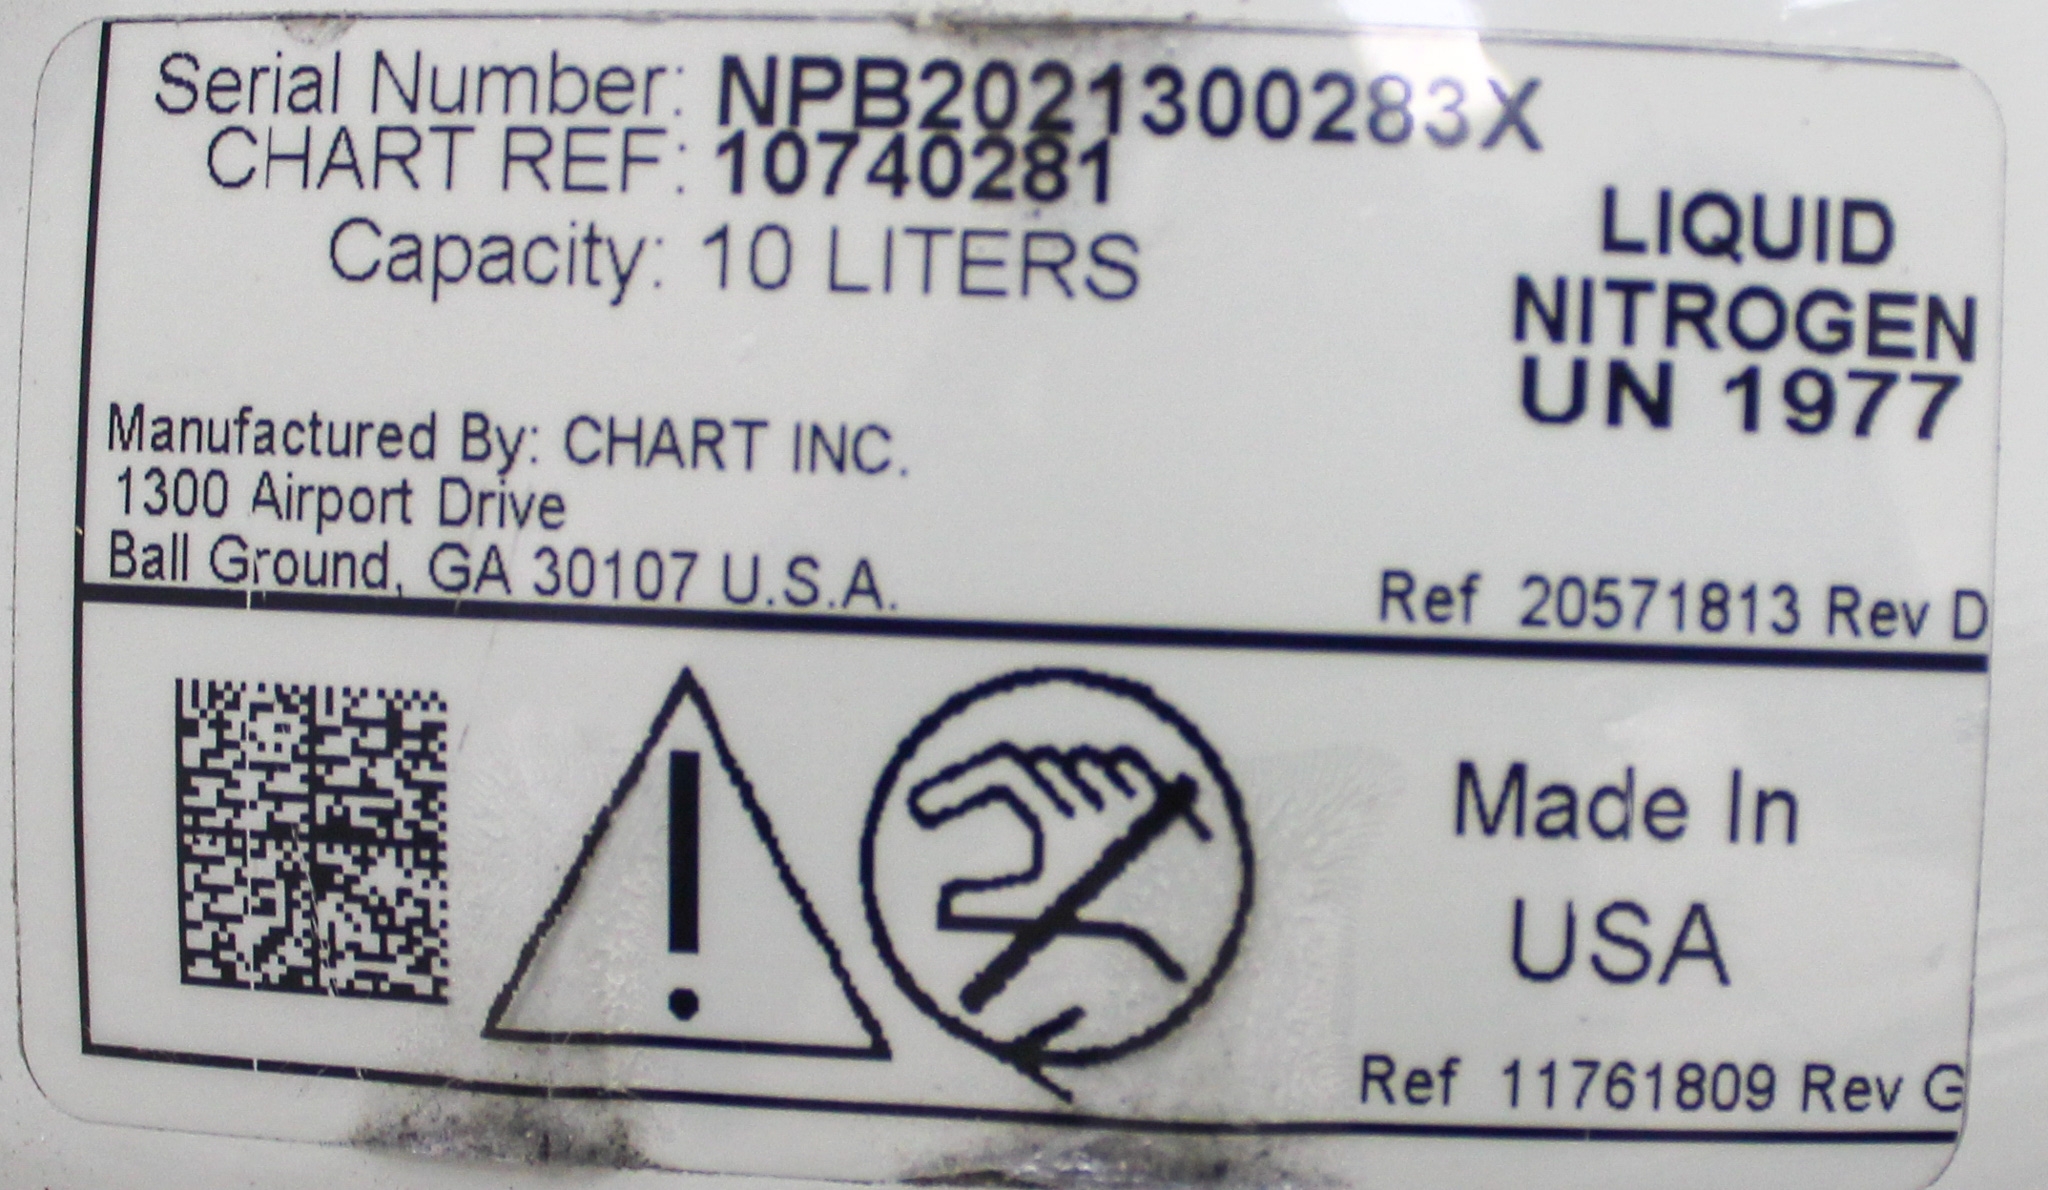 Serial Number: NPB2021300283X
CHART REF: 10740281
Capacity: 10 LITERS
LIQUID
NITROGEN
UN 1977
Manufactured By: CHART INC.
1300 Airport Drive
Ball Ground, GA 30107 U.S.A.
Ref 20571813 Rev D
Made In
USA
Ref 11761809 Rev G